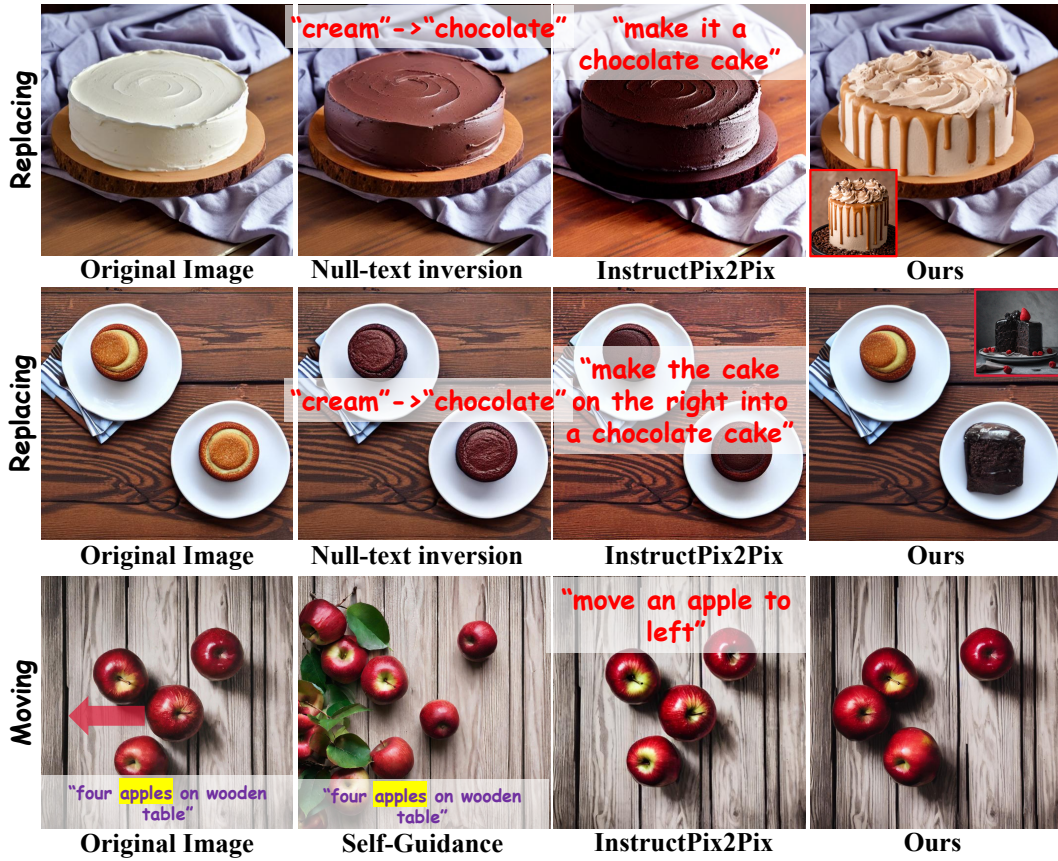 Replacing
“cream”->“chocolate”
“make it a
chocolate cake”
Original Image
Null-text inversion
InstructPix2Pix
Ours
Replacing
“cream”->“chocolate”
“make the cake
on the right into
a chocolate cake”
Original Image
Null-text inversion
InstructPix2Pix
Ours
Moving
“four apples on wooden
table”
“four apples on wooden
table”
“move an apple to
left”
Original Image
Self-Guidance
InstructPix2Pix
Ours